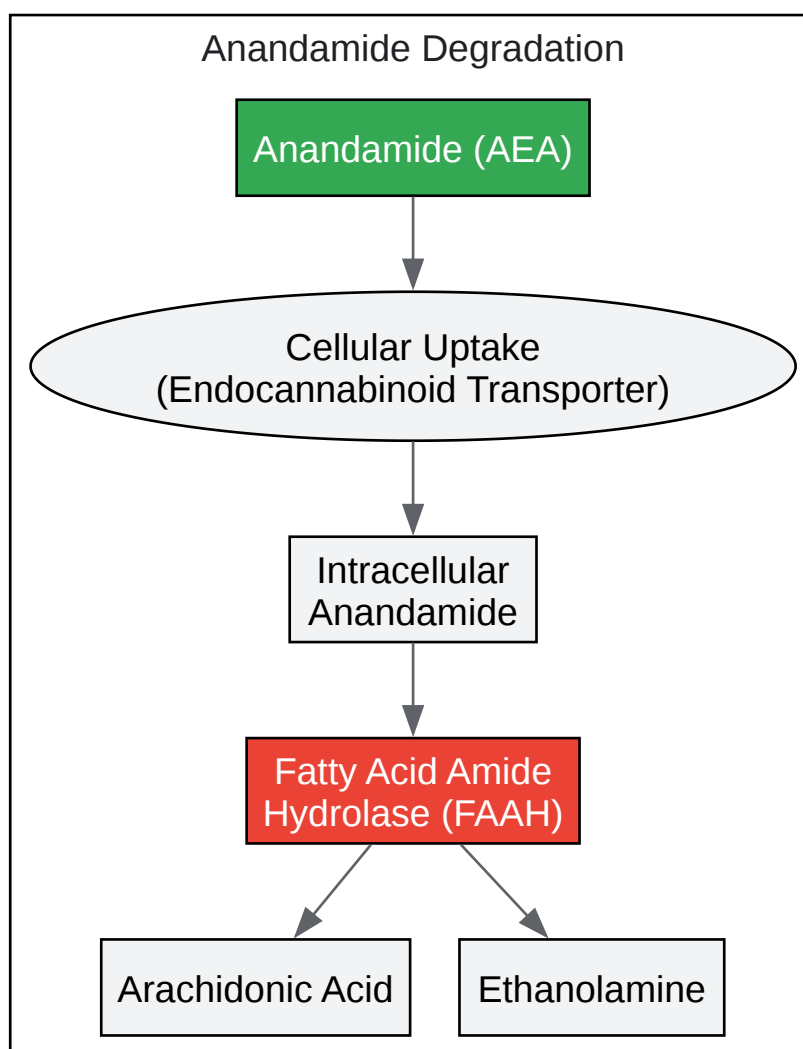 Anandamide Degradation
Anandamide (AEA)
Cellular Uptake
(Endocannabinoid Transporter)
Intracellular
Anandamide
Fatty Acid Amide
Hydrolase (FAAH)
Arachidonic Acid
Ethanolamine